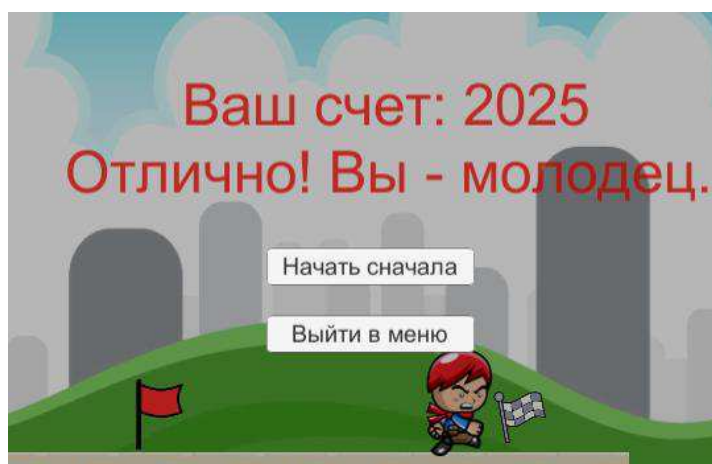 Ваш счет: 2025
Отлично! Вы - молодец.
Начать сначала
Выйти в меню